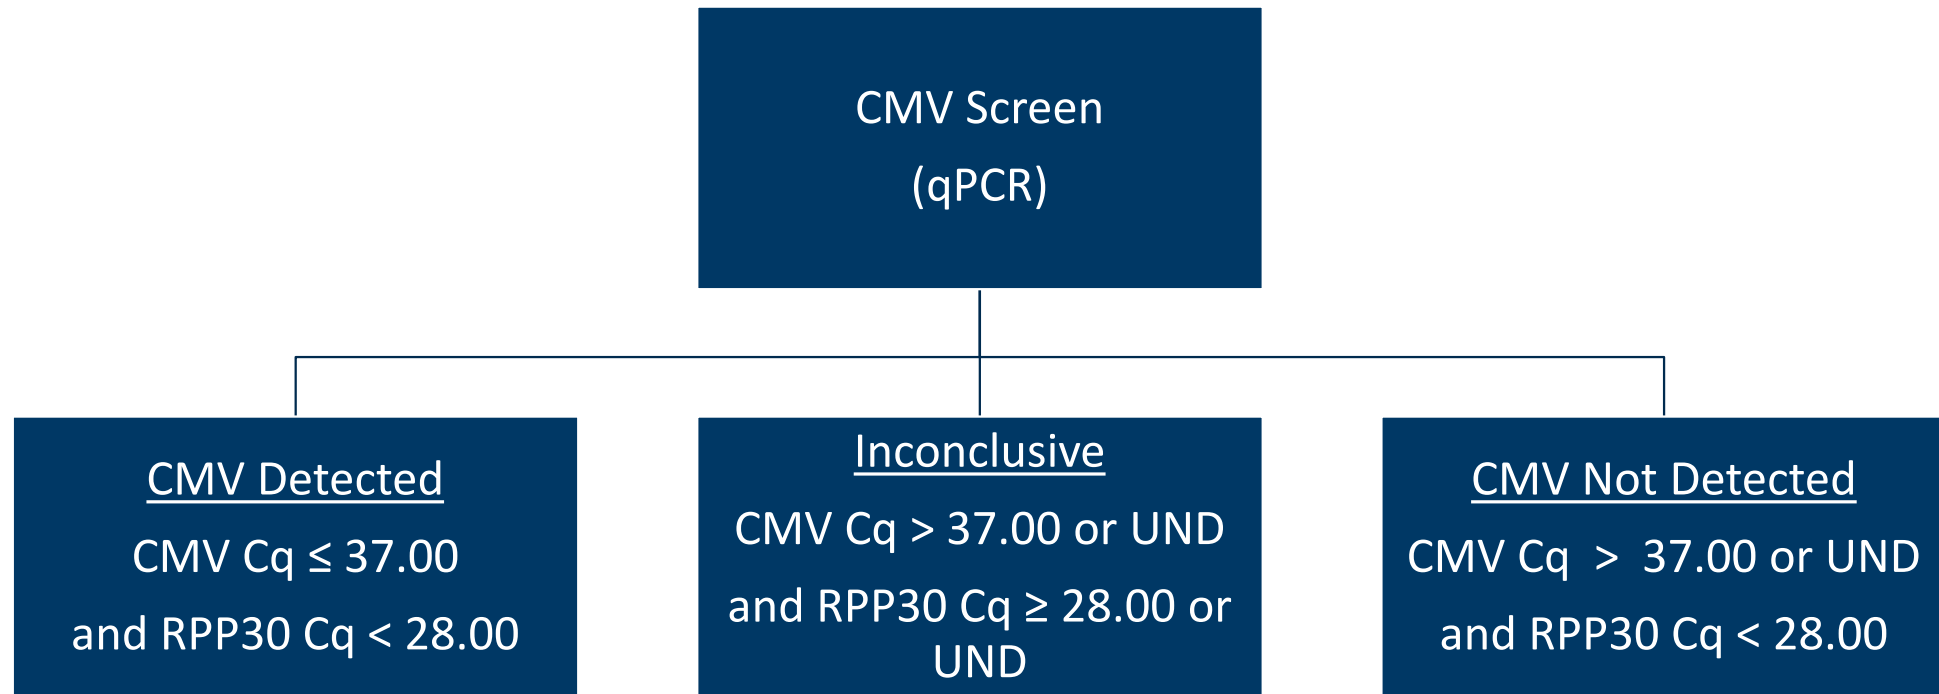 CMV Screen
(qPCR)
CMV Detected
CMV Cq ≤ 37.00
and RPP30 Cq < 28.00
Inconclusive
CMV Cq > 37.00 or UND
and RPP30 Cq ≥ 28.00 or
UND
CMV Not Detected
CMV Cq > 37.00 or UND
and RPP30 Cq < 28.00